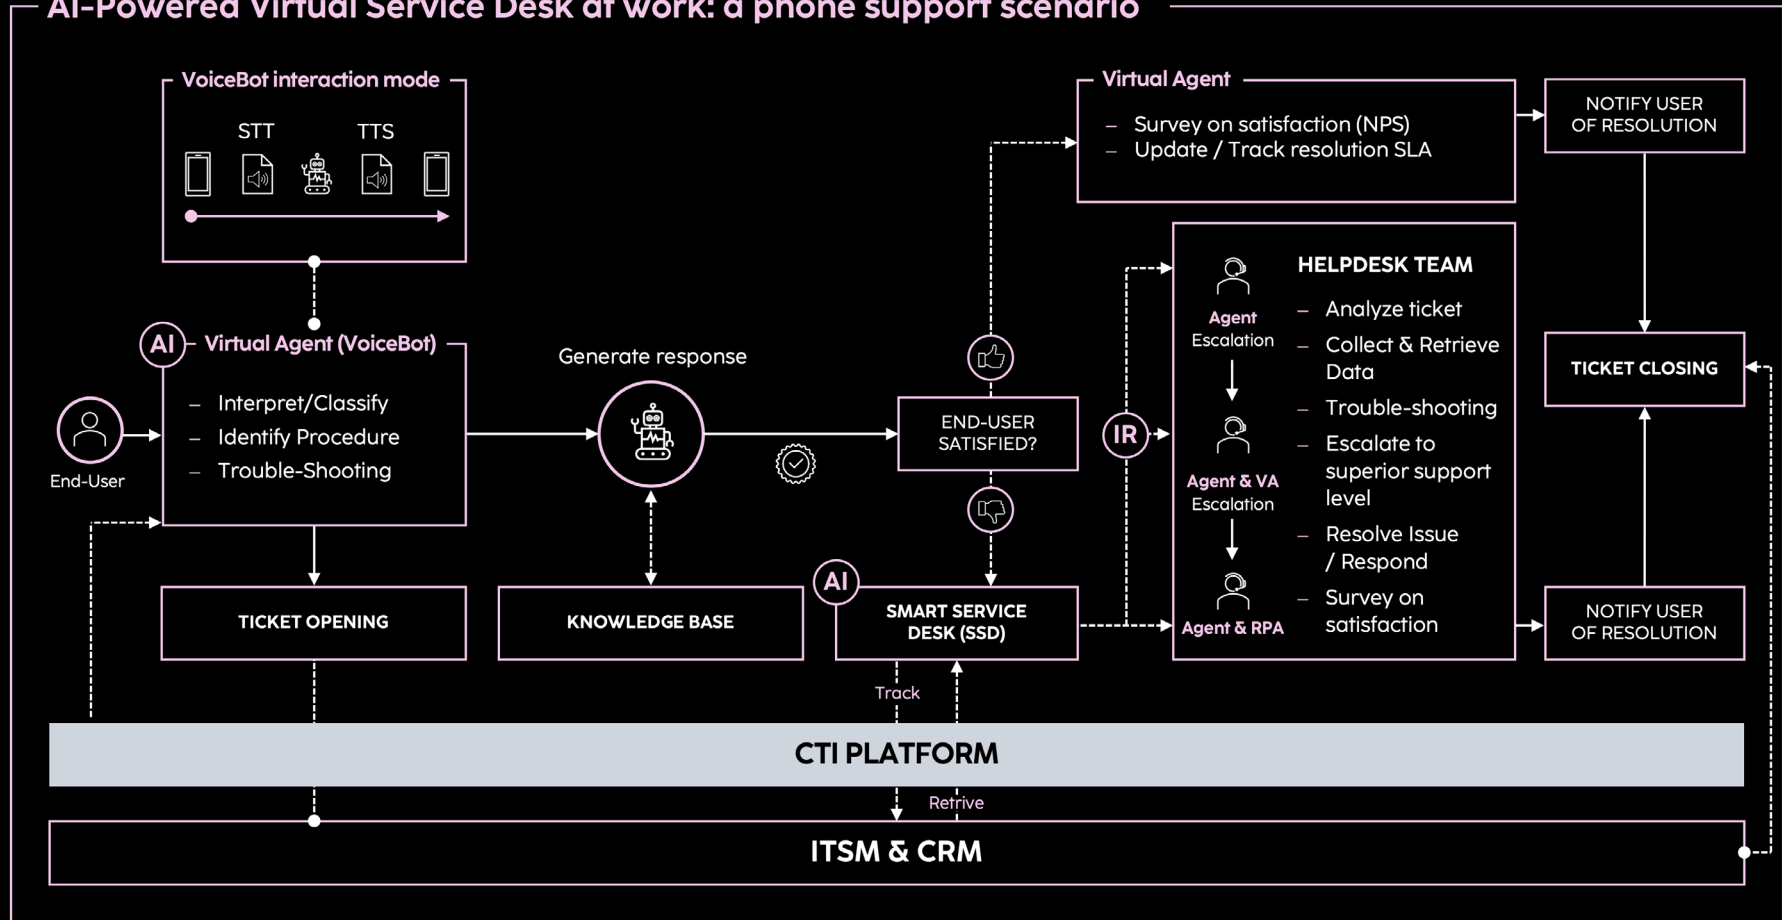 AI-Powered Virtual Service Desk at work: a phone support scenario
VoiceBot interaction mode
STT
TTS
AI
Virtual Agent (VoiceBot)
– Interpret/Classify
– Identify Procedure
– Trouble-Shooting
End-User
TICKET OPENING
Generate response
KNOWLEDGE BASE
END-USER
SATISFIED?
AI
SMART SERVICE
DESK (SSD)
Virtual Agent
– Survey on satisfaction (NPS)
– Update / Track resolution SLA
NOTIFY USER
OF RESOLUTION
IR
Agent
Escalation
Agent & VA
Escalation
Agent & RPA
HELPDESK TEAM
– Analyze ticket
– Collect & Retrieve
Data
– Trouble-shooting
– Escalate to
superior support
level
– Resolve Issue
/ Respond
– Survey on
satisfaction
TICKET CLOSING
NOTIFY USER
OF RESOLUTION
Track
CTI PLATFORM
Retrive
ITSM & CRM